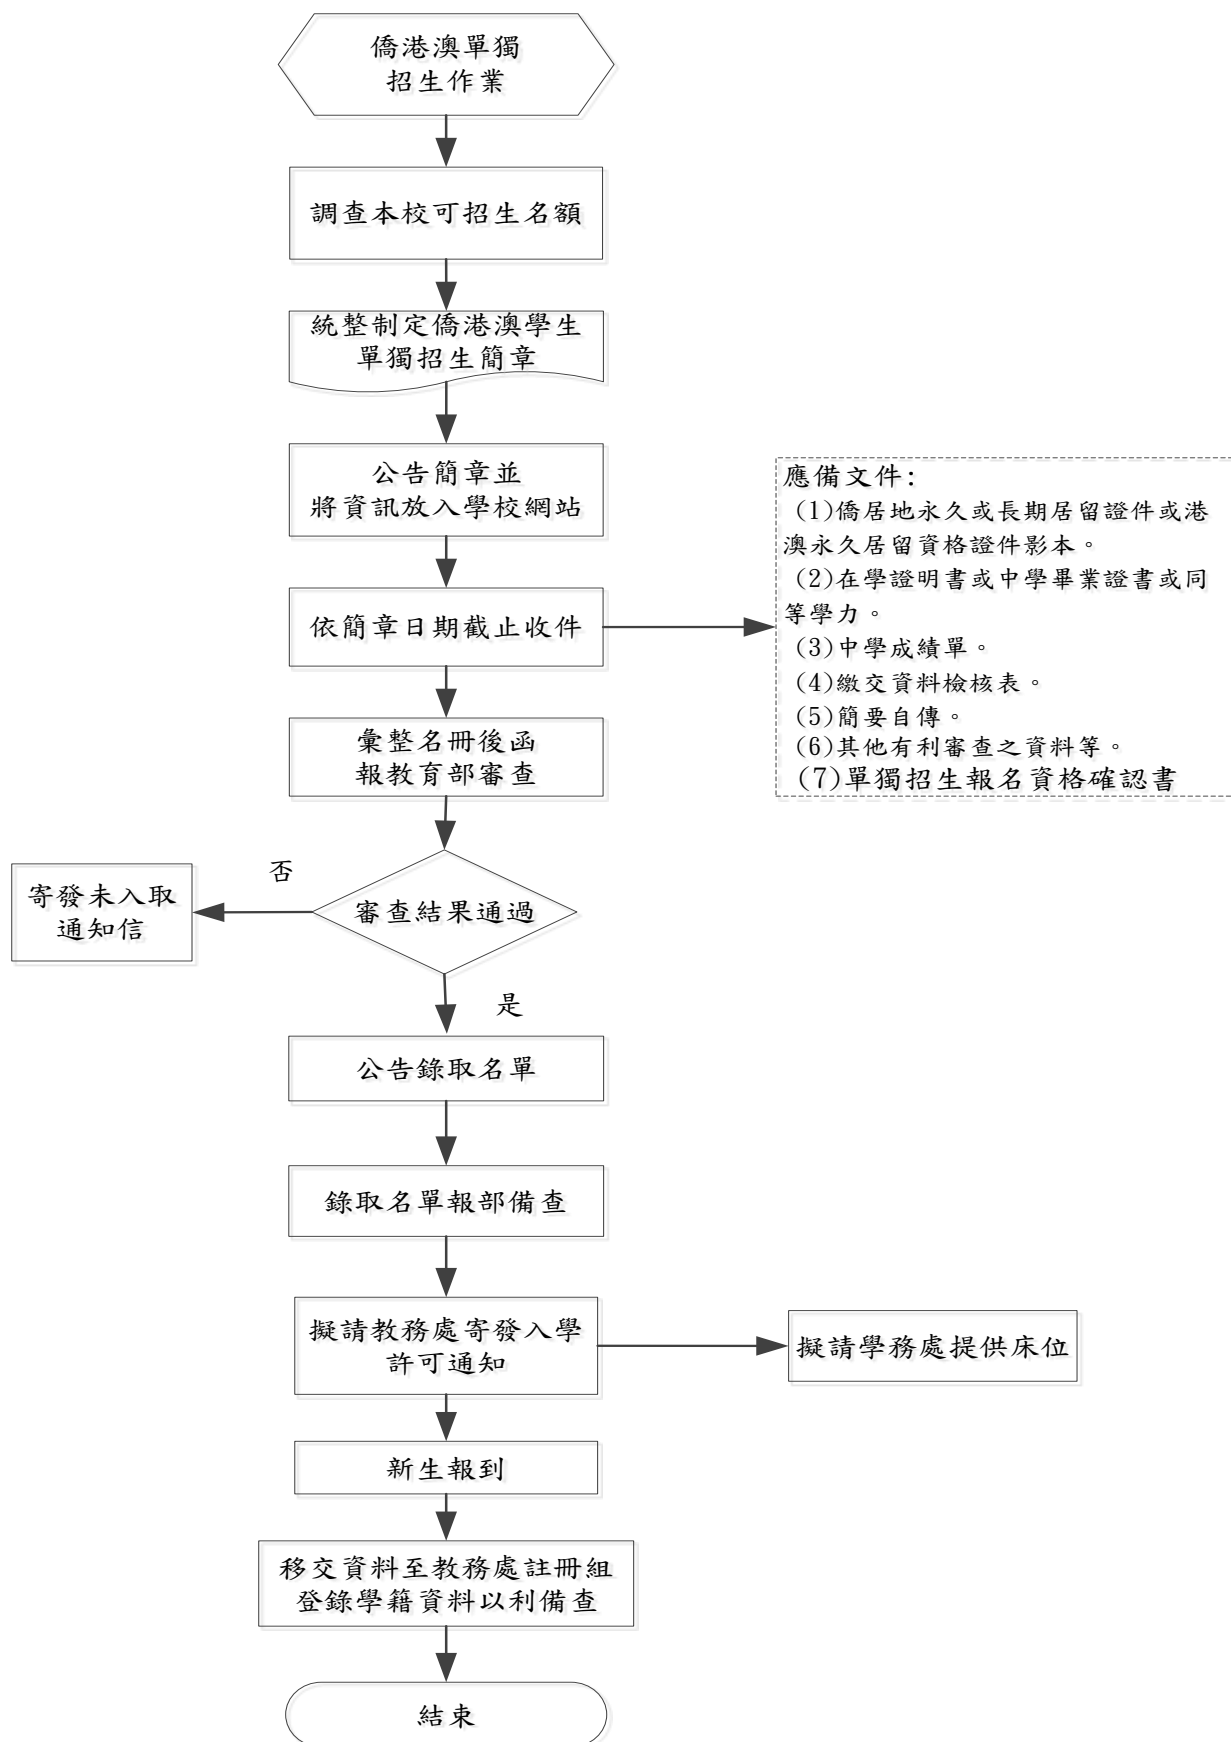 僑港澳單獨
招生作業
調查本校可招生名額
統整制定僑港澳學生
單獨招生簡章
公告簡章並
將資訊放入學校網站
依簡章日期截止收件
應備文件:
(1)僑居地永久或長期居留證件或港
澳永久居留資格證件影本。
(2)在學證明書或中學畢業證書或同
等學力。
(3)中學成績單。
(4)繳交資料檢核表。
(5)簡要自傳。
(6)其他有利審查之資料等。
(7)單獨招生報名資格確認書
彙整名冊後函
報教育部審查
審查結果通過
否
寄發未入取
通知信
是
公告錄取名單
錄取名單報部備查
擬請教務處寄發入學
許可通知
擬請學務處提供床位
新生報到
移交資料至教務處註冊組
登錄學籍資料以利備查
結束